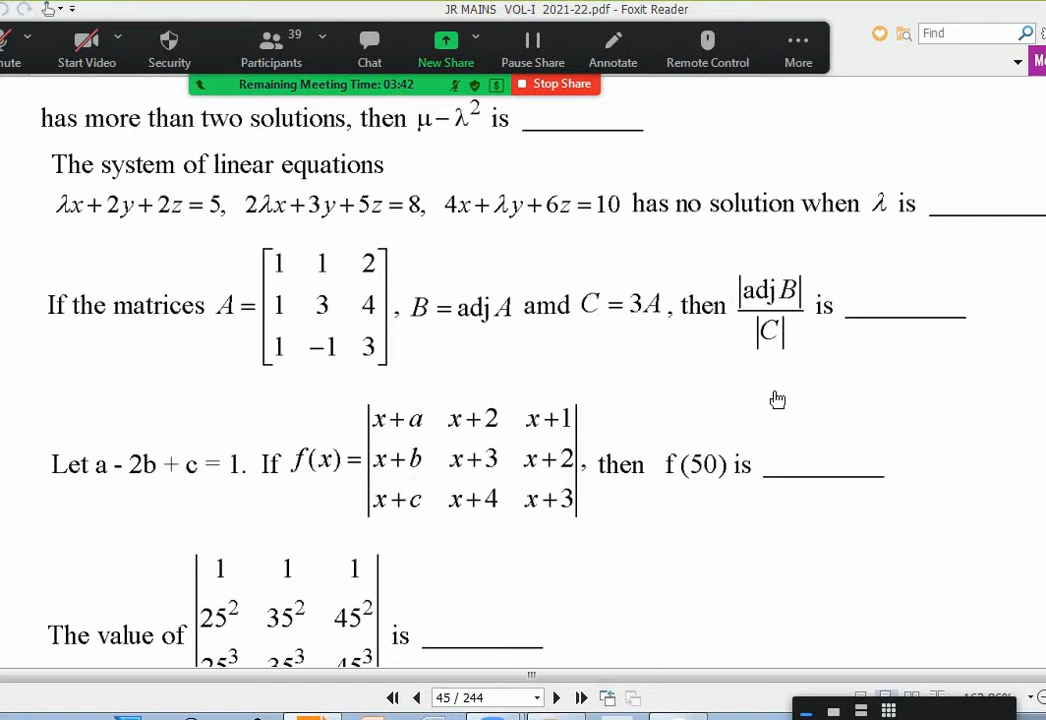 JR MAINS VOL-I 2021-22.pdf - Foxit Reader
39
Find
Start Video
Security
Participants
Chat
New Share
Pause Share
Annotate
Remote Control
More
Remaining Meeting Time: 03:42
Stop Share
has more than two solutions, then μ − λ² is ________
The system of linear equations
λx + 2y + 2z = 5, 2λx + 3y + 5z = 8, 4x + λy + 6z = 10 has no solution when λ is ________
If the matrices A = [1 1 2; 1 3 4; 1 −1 3], B = adj A amd C = 3A, then |adj B| / |C| is ________
Let a - 2b + c = 1. If f(x) = |x+a x+2 x+1; x+b x+3 x+2; x+c x+4 x+3|, then f (50) is ________
The value of |1 1 1; 25² 35² 45²; 25³ 35³ 45³| is ________
45 / 244